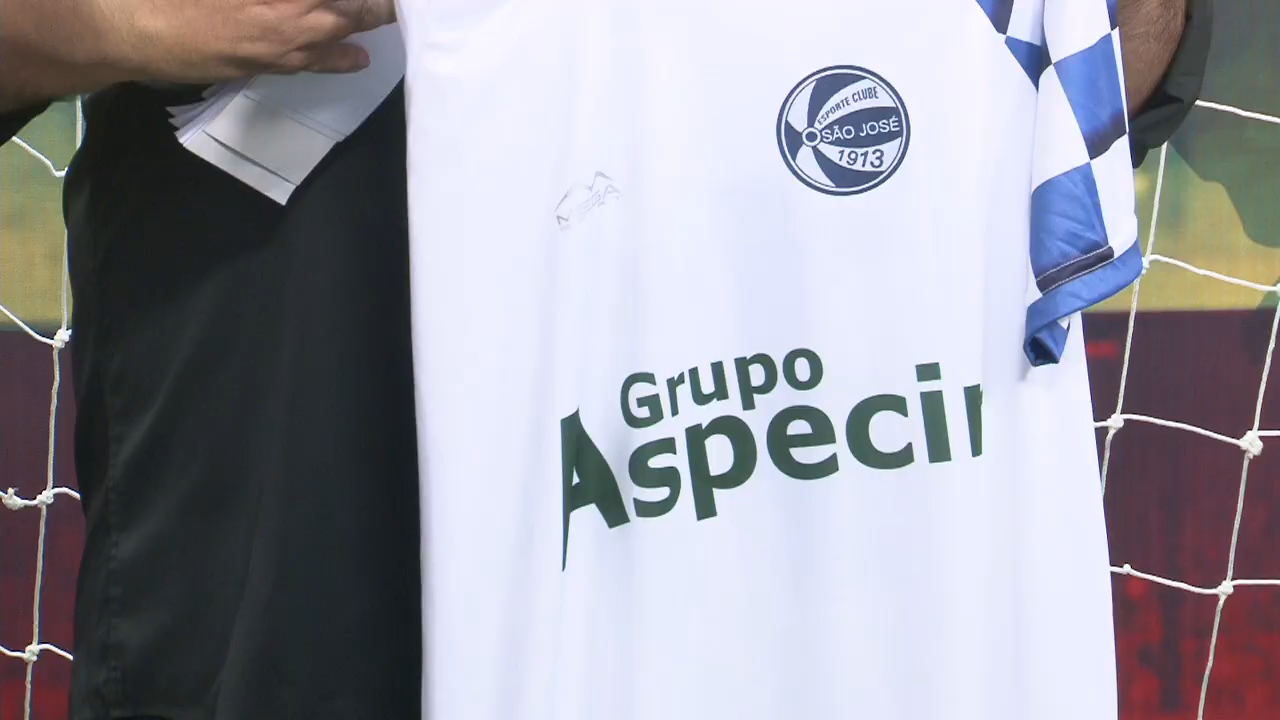 ESPORTE CLUBE
SÃO JOSÉ
1913
Grupo
Aspecir